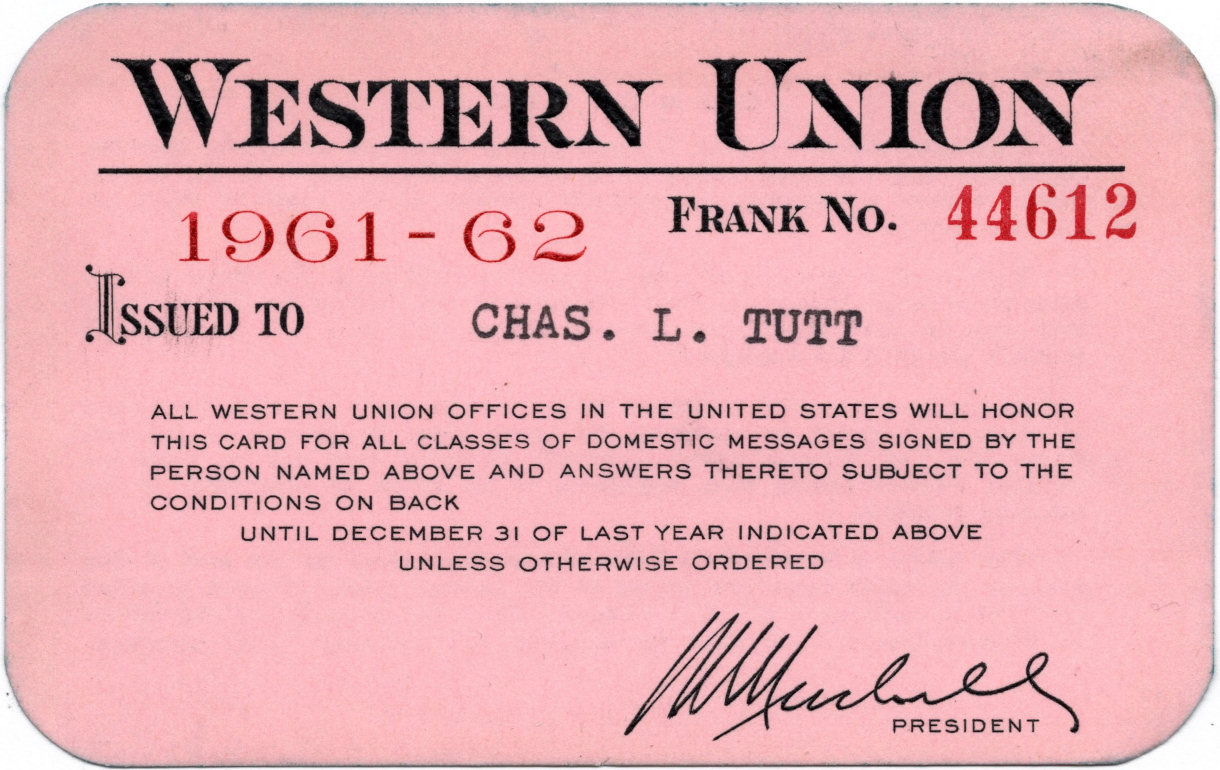 WESTERN UNION
1961-62 FRANK NO. 44612
ISSUED TO CHAS. L. TUTT
ALL WESTERN UNION OFFICES IN THE UNITED STATES WILL HONOR
THIS CARD FOR ALL CLASSES OF DOMESTIC MESSAGES SIGNED BY THE
PERSON NAMED ABOVE AND ANSWERS THERETO SUBJECT TO THE
CONDITIONS ON BACK
UNTIL DECEMBER 31 OF LAST YEAR INDICATED ABOVE
UNLESS OTHERWISE ORDERED
PRESIDENT